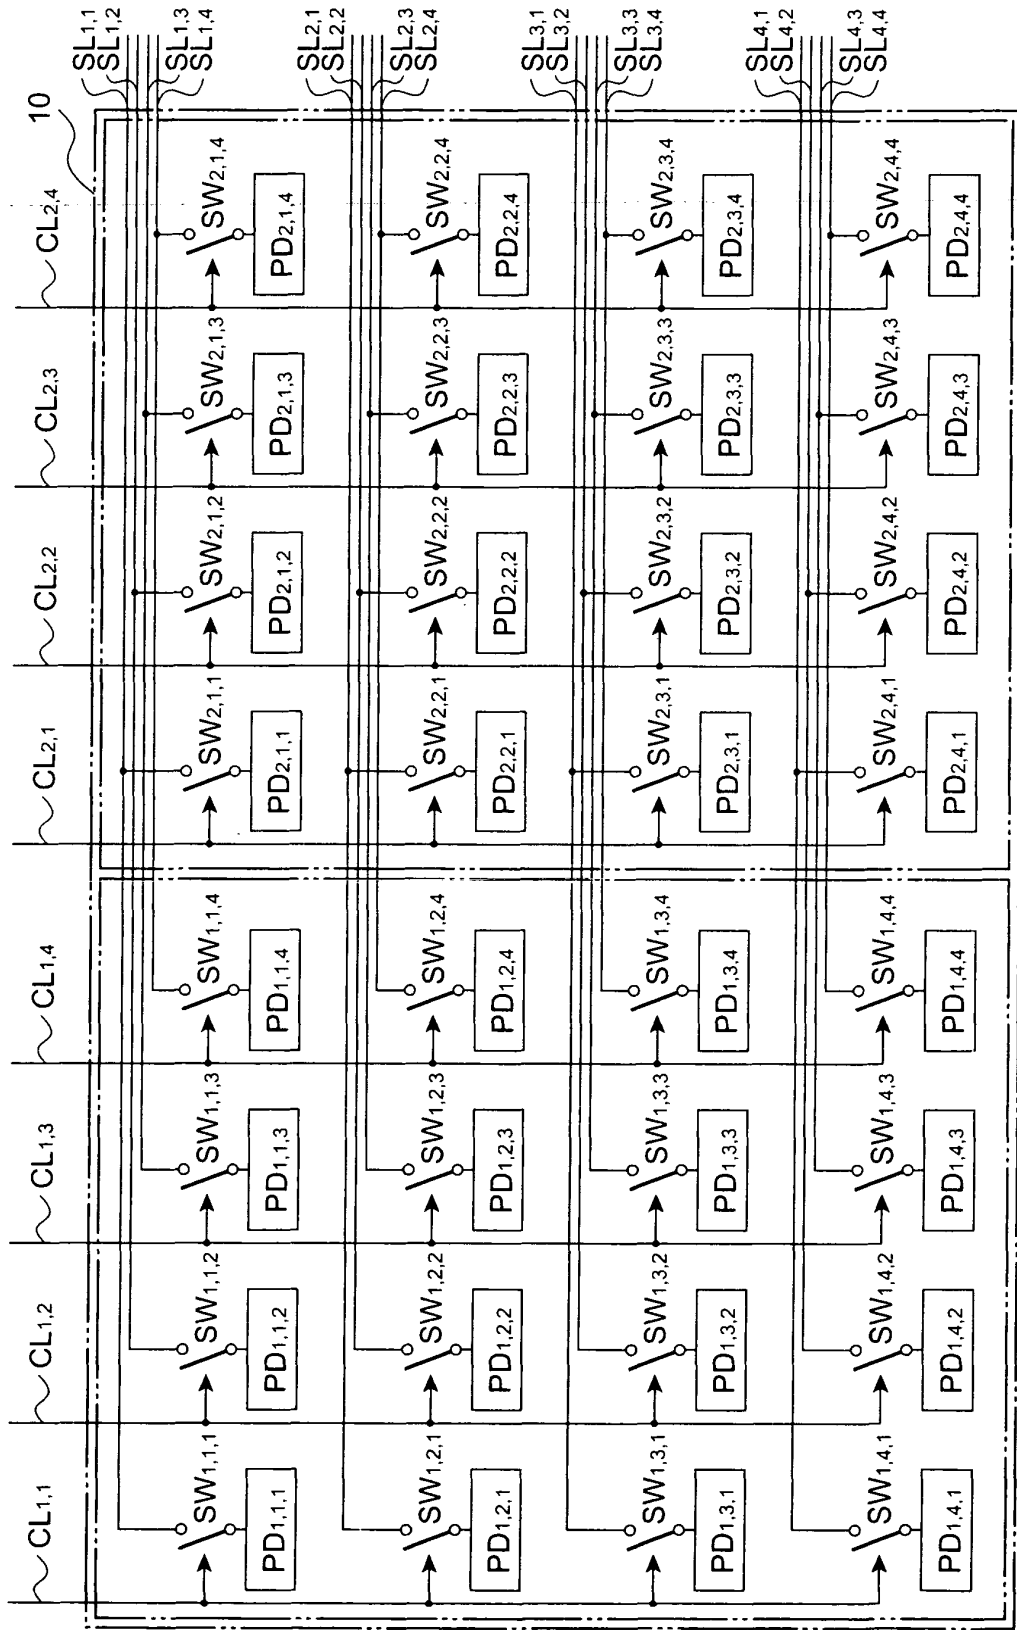 10
CL1,1 CL1,2 CL1,3 CL1,4 CL2,1 CL2,2 CL2,3 CL2,4
SL1,1
SL1,2
SL1,3
SL1,4
SW1,1,1 SW1,1,2 SW1,1,3 SW1,1,4 SW2,1,1 SW2,1,2 SW2,1,3 SW2,1,4
PD1,1,1 PD1,1,2 PD1,1,3 PD1,1,4 PD2,1,1 PD2,1,2 PD2,1,3 PD2,1,4
SL2,1
SL2,2
SL2,3
SL2,4
SW1,2,1 SW1,2,2 SW1,2,3 SW1,2,4 SW2,2,1 SW2,2,2 SW2,2,3 SW2,2,4
PD1,2,1 PD1,2,2 PD1,2,3 PD1,2,4 PD2,2,1 PD2,2,2 PD2,2,3 PD2,2,4
SL3,1
SL3,2
SL3,3
SL3,4
SW1,3,1 SW1,3,2 SW1,3,3 SW1,3,4 SW2,3,1 SW2,3,2 SW2,3,3 SW2,3,4
PD1,3,1 PD1,3,2 PD1,3,3 PD1,3,4 PD2,3,1 PD2,3,2 PD2,3,3 PD2,3,4
SL4,1
SL4,2
SL4,3
SL4,4
SW1,4,1 SW1,4,2 SW1,4,3 SW1,4,4 SW2,4,1 SW2,4,2 SW2,4,3 SW2,4,4
PD1,4,1 PD1,4,2 PD1,4,3 PD1,4,4 PD2,4,1 PD2,4,2 PD2,4,3 PD2,4,4